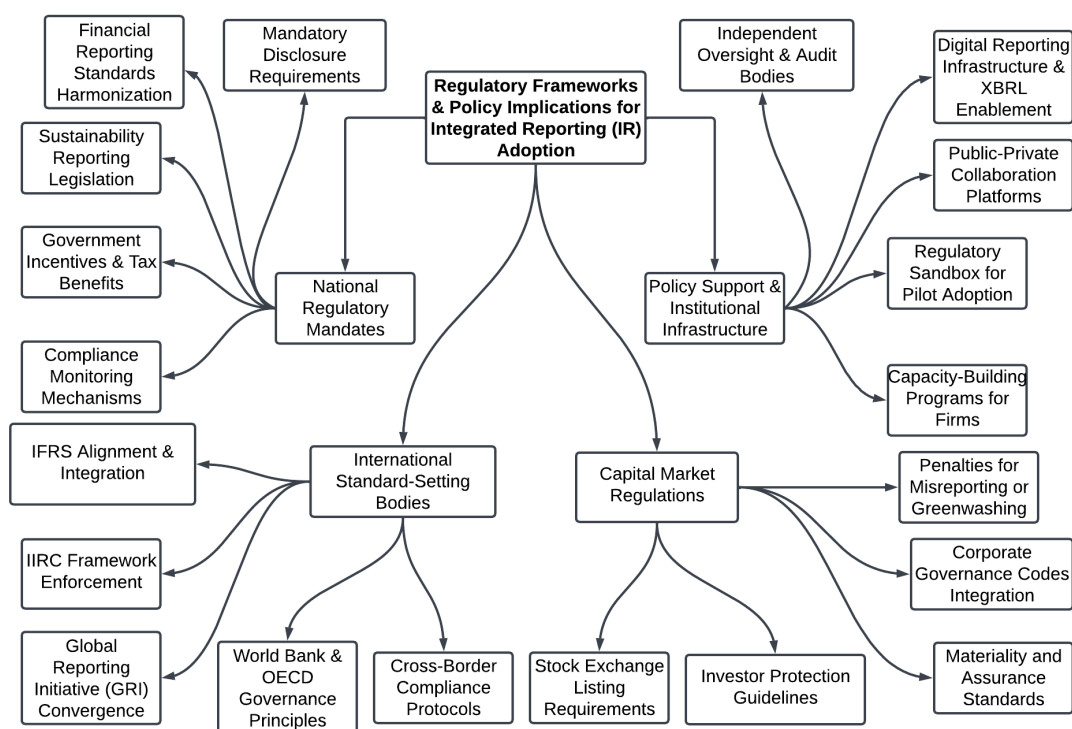 Financial
Reporting
Standards
Harmonization
Mandatory
Disclosure
Requirements
Regulatory Frameworks
& Policy Implications for
Integrated Reporting (IR)
Adoption
Independent
Oversight & Audit
Bodies
Digital Reporting
Infrastructure &
XBRL
Enablement
Sustainability
Reporting
Legislation
Public-Private
Collaboration
Platforms
Government
Incentives & Tax
Benefits
National
Regulatory
Mandates
Policy Support &
Institutional
Infrastructure
Regulatory
Sandbox for
Pilot Adoption
Compliance
Monitoring
Mechanisms
Capacity-Building
Programs for
Firms
IFRS Alignment &
Integration
International
Standard-Setting
Bodies
Capital Market
Regulations
Penalties for
Misreporting or
Greenwashing
IIRC Framework
Enforcement
Corporate
Governance Codes
Integration
Global
Reporting
Initiative (GRI)
Convergence
World Bank &
OECD
Governance
Principles
Cross-Border
Compliance
Protocols
Stock Exchange
Listing
Requirements
Investor Protection
Guidelines
Materiality and
Assurance
Standards